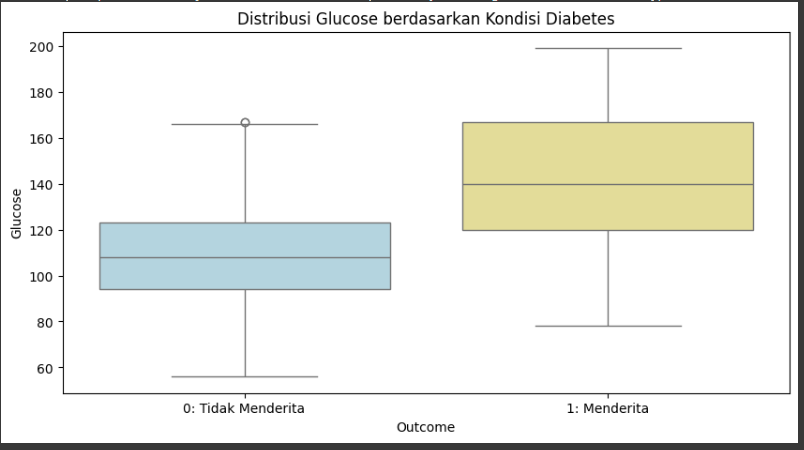 Distribusi Glucose berdasarkan Kondisi Diabetes
Glucose
200
180
160
140
120
100
80
60
0: Tidak Menderita
1: Menderita
Outcome